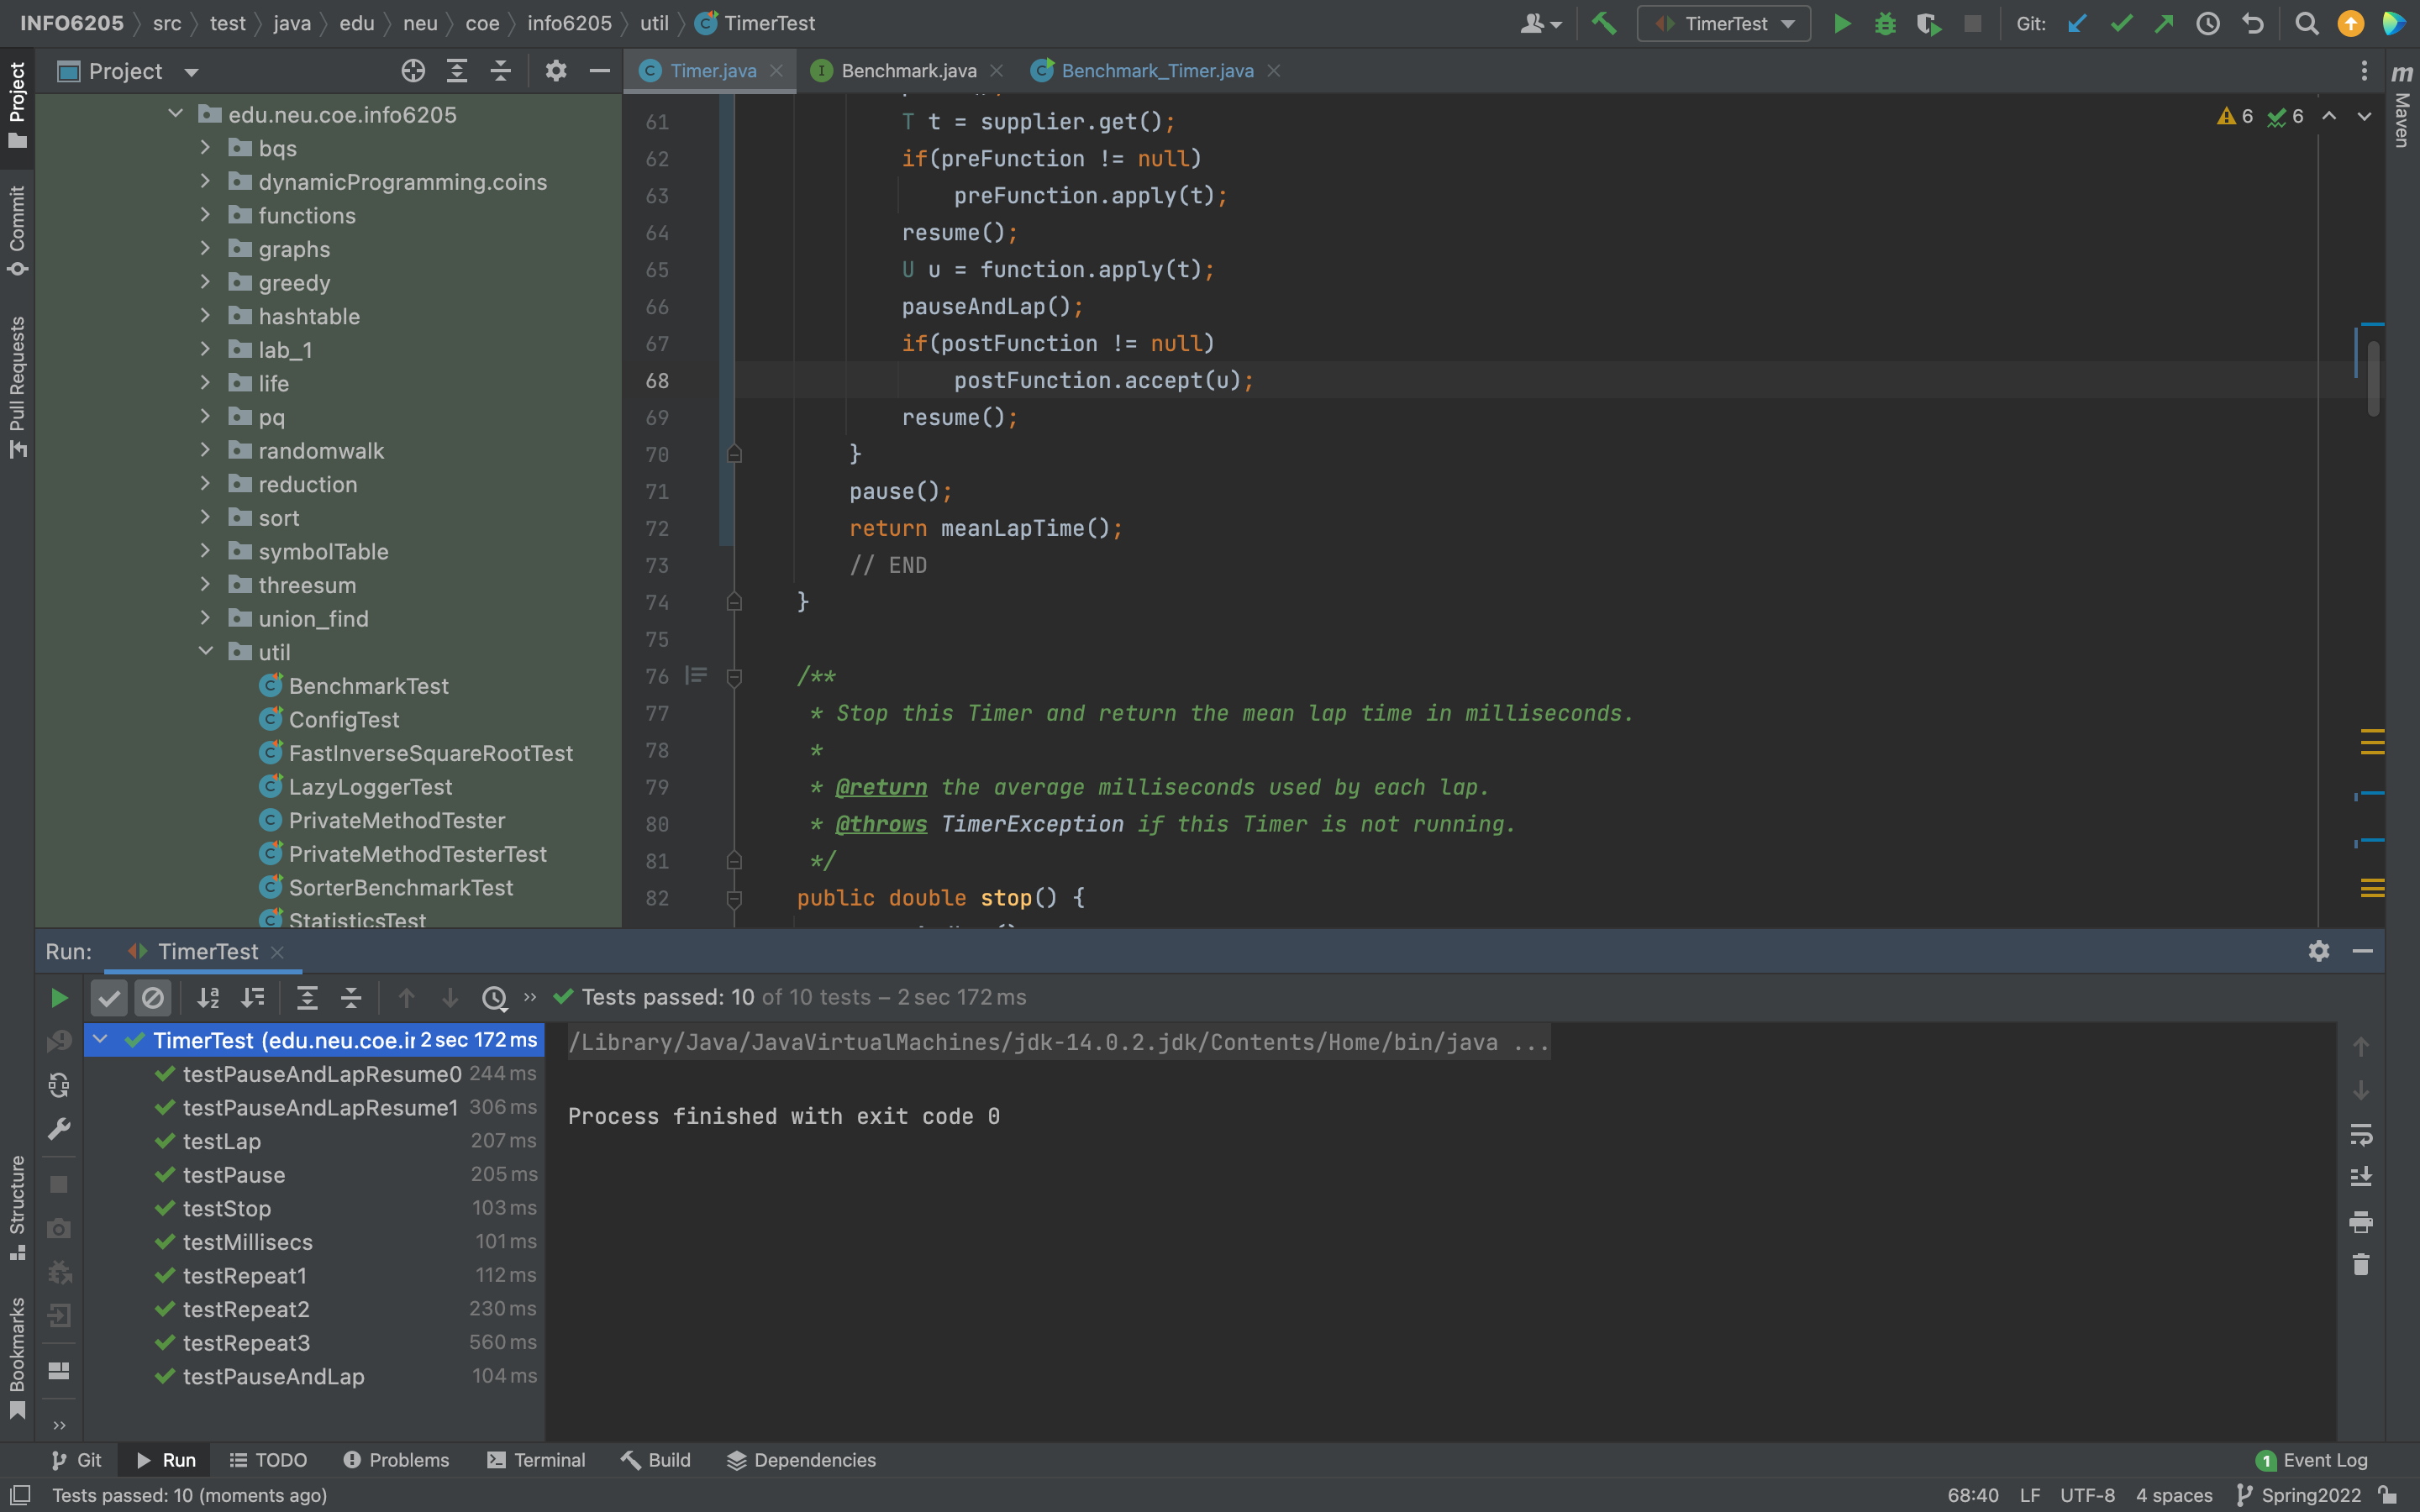 INFO6205 src test java edu neu coe info6205 util TimerTest
TimerTest Git:
Project
Timer.java Benchmark.java Benchmark_Timer.java
Project
Commit
Pull Requests
Structure
Bookmarks
m Maven
edu.neu.coe.info6205
bqs
dynamicProgramming.coins
functions
graphs
greedy
hashtable
lab_1
life
pq
randomwalk
reduction
sort
symbolTable
threesum
union_find
util
BenchmarkTest
ConfigTest
FastInverseSquareRootTest
LazyLoggerTest
PrivateMethodTester
PrivateMethodTesterTest
SorterBenchmarkTest
StatisticsTest
6 6
61 T t = supplier.get();
62 if(preFunction != null)
63 preFunction.apply(t);
64 resume();
65 U u = function.apply(t);
66 pauseAndLap();
67 if(postFunction != null)
68 postFunction.accept(u);
69 resume();
70 }
71 pause();
72 return meanLapTime();
73 // END
74 }
75
76 /**
77 * Stop this Timer and return the mean lap time in milliseconds.
78 *
79 * @return the average milliseconds used by each lap.
80 * @throws TimerException if this Timer is not running.
81 */
82 public double stop() {
Run: TimerTest
Tests passed: 10 of 10 tests – 2 sec 172 ms
TimerTest (edu.neu.coe.ir 2 sec 172 ms
testPauseAndLapResume0 244 ms
testPauseAndLapResume1 306 ms
testLap 207 ms
testPause 205 ms
testStop 103 ms
testMillisecs 101 ms
testRepeat1 112 ms
testRepeat2 230 ms
testRepeat3 560 ms
testPauseAndLap 104 ms
/Library/Java/JavaVirtualMachines/jdk-14.0.2.jdk/Contents/Home/bin/java ...
Process finished with exit code 0
Git Run TODO Problems Terminal Build Dependencies 1 Event Log
Tests passed: 10 (moments ago) 68:40 LF UTF-8 4 spaces Spring2022